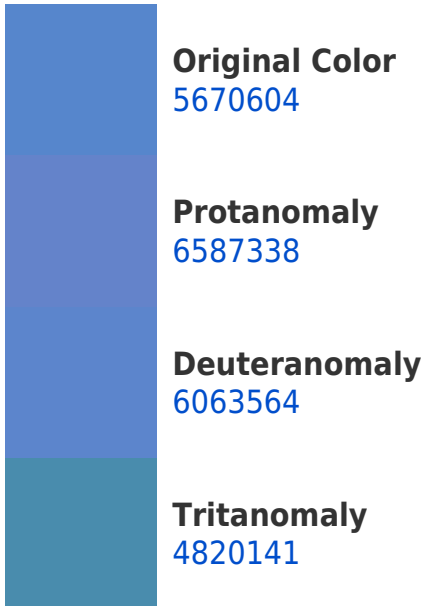 Original Color
5670604
Protanomaly
6587338
Deuteranomaly
6063564
Tritanomaly
4820141